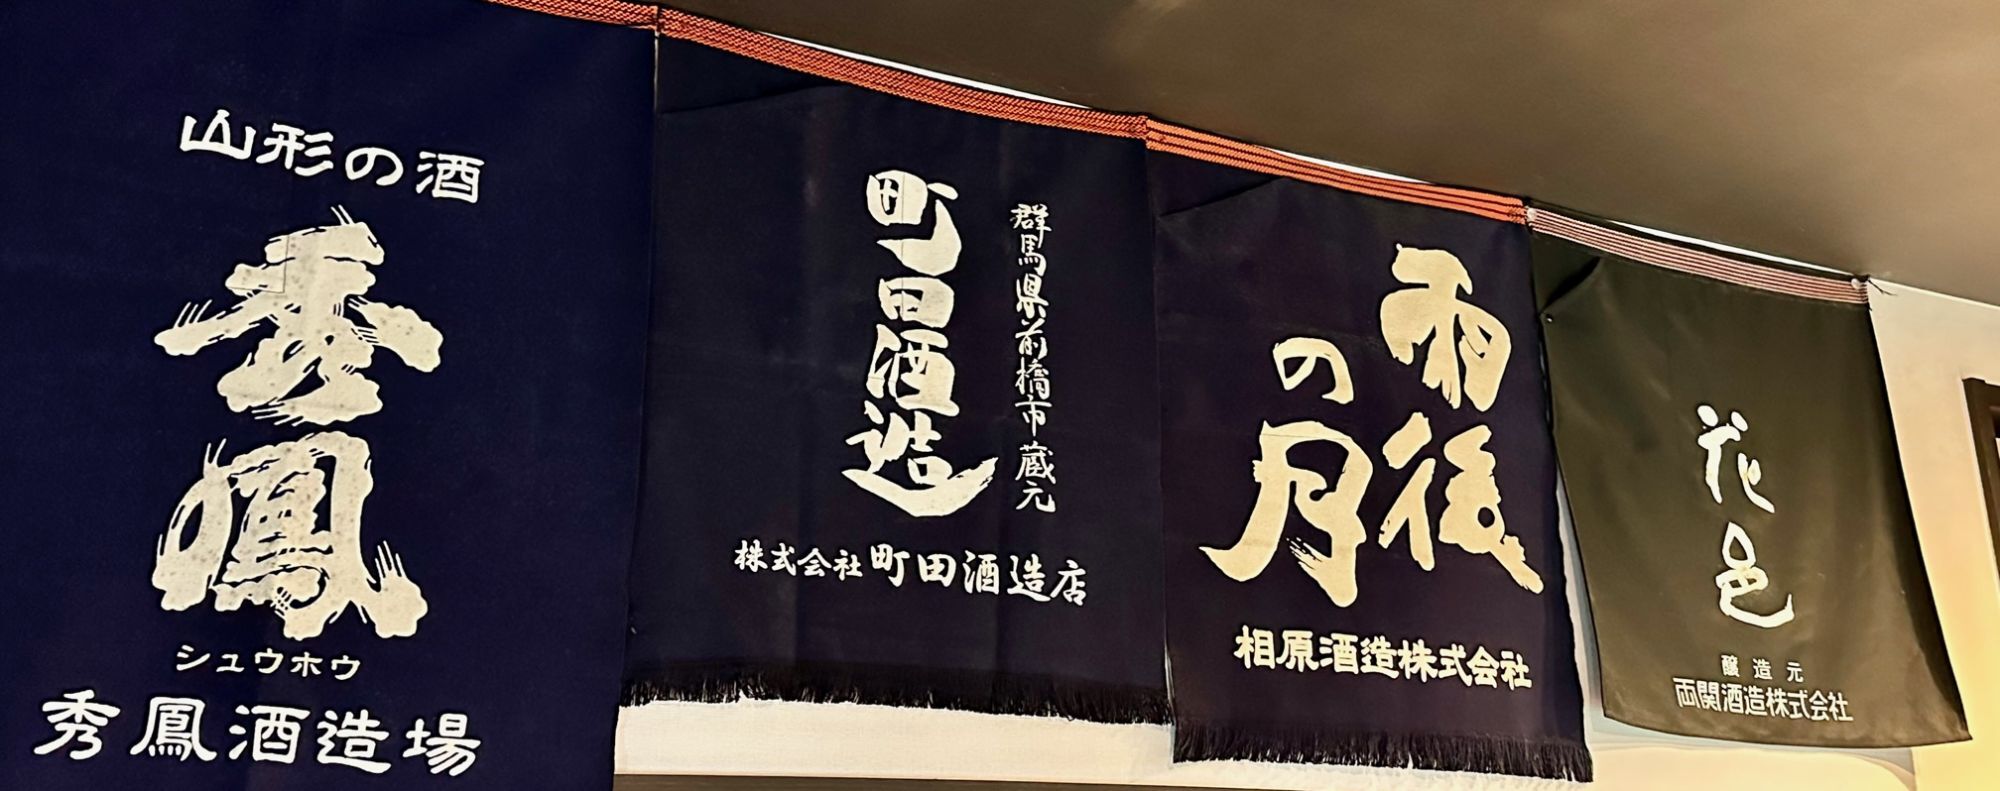 山形の酒
秀鳳
シュウホウ
秀鳳酒造場
群馬県前橋市蔵元
町田酒造
株式会社町田酒造店
雨後
の月
相原酒造株式会社
花邑
醸造元
両関酒造株式会社